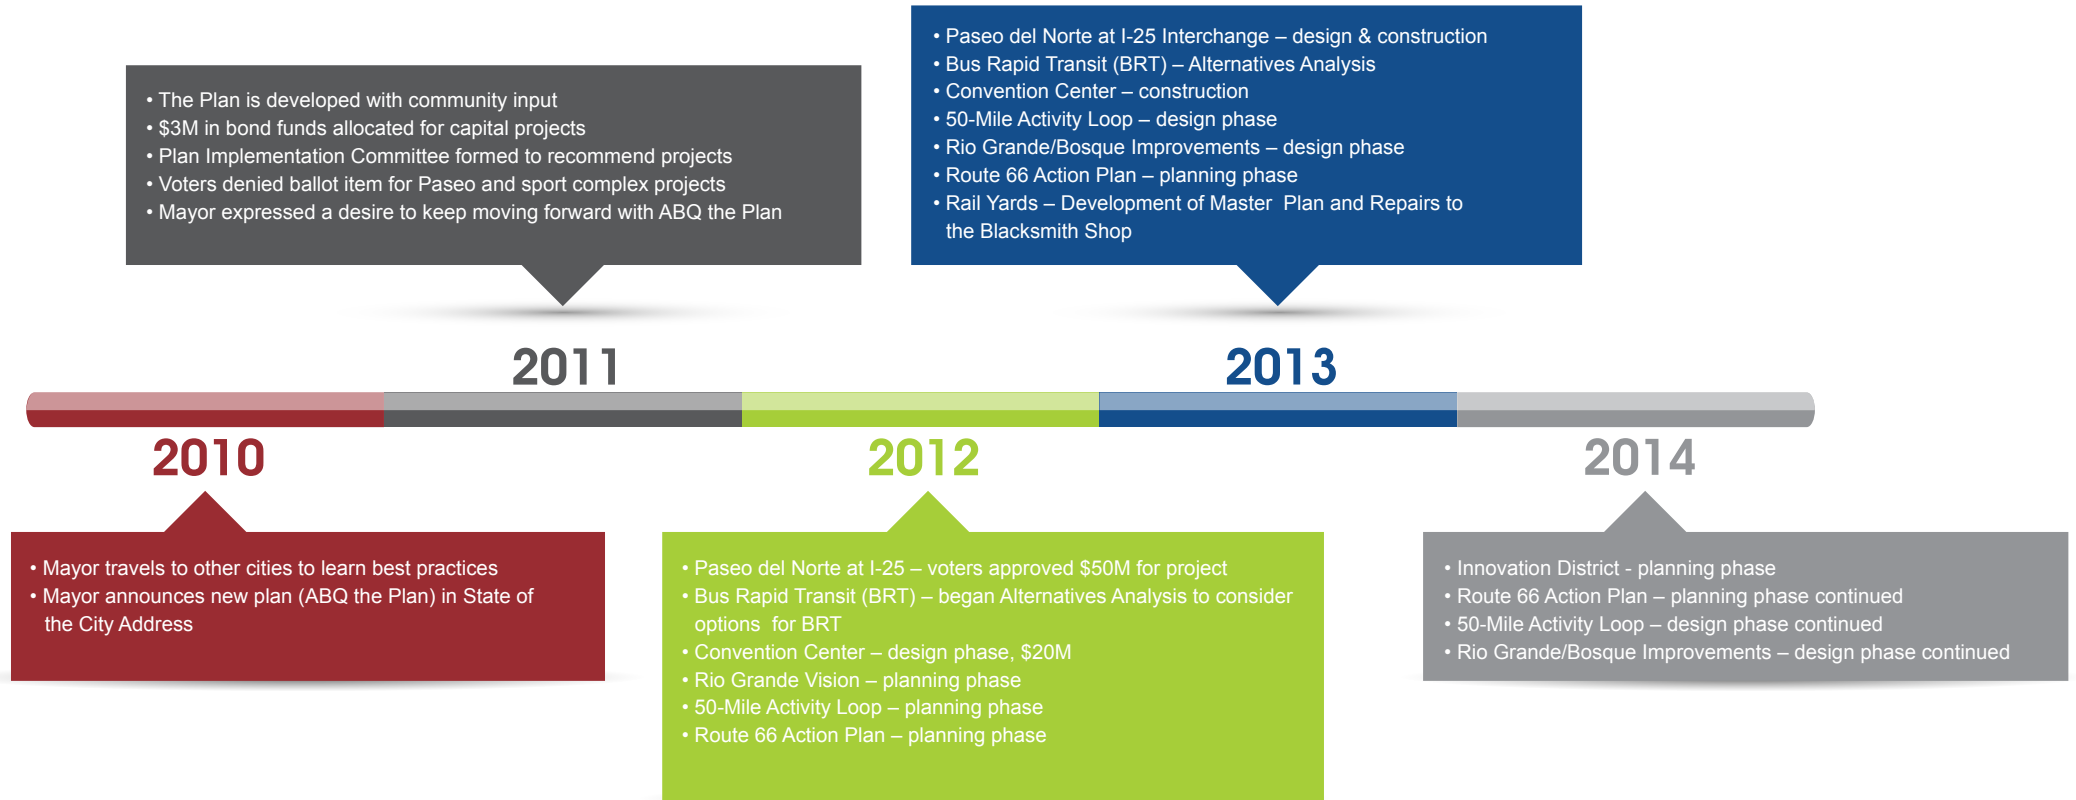 • The Plan is developed with community input
• $3M in bond funds allocated for capital projects
• Plan Implementation Committee formed to recommend projects
• Voters denied ballot item for Paseo and sport complex projects
• Mayor expressed a desire to keep moving forward with ABQ the Plan
• Paseo del Norte at I-25 Interchange – design & construction
• Bus Rapid Transit (BRT) – Alternatives Analysis
• Convention Center – construction
• 50-Mile Activity Loop – design phase
• Rio Grande/Bosque Improvements – design phase
• Route 66 Action Plan – planning phase
• Rail Yards – Development of Master Plan and Repairs to
the Blacksmith Shop
2011
2013
2010
2012
2014
• Mayor travels to other cities to learn best practices
• Mayor announces new plan (ABQ the Plan) in State of
the City Address
• Paseo del Norte at I-25 – voters approved $50M for project
• Bus Rapid Transit (BRT) – began Alternatives Analysis to consider
options for BRT
• Convention Center – design phase, $20M
• Rio Grande Vision – planning phase
• 50-Mile Activity Loop – planning phase
• Route 66 Action Plan – planning phase
• Innovation District - planning phase
• Route 66 Action Plan – planning phase continued
• 50-Mile Activity Loop – design phase continued
• Rio Grande/Bosque Improvements – design phase continued